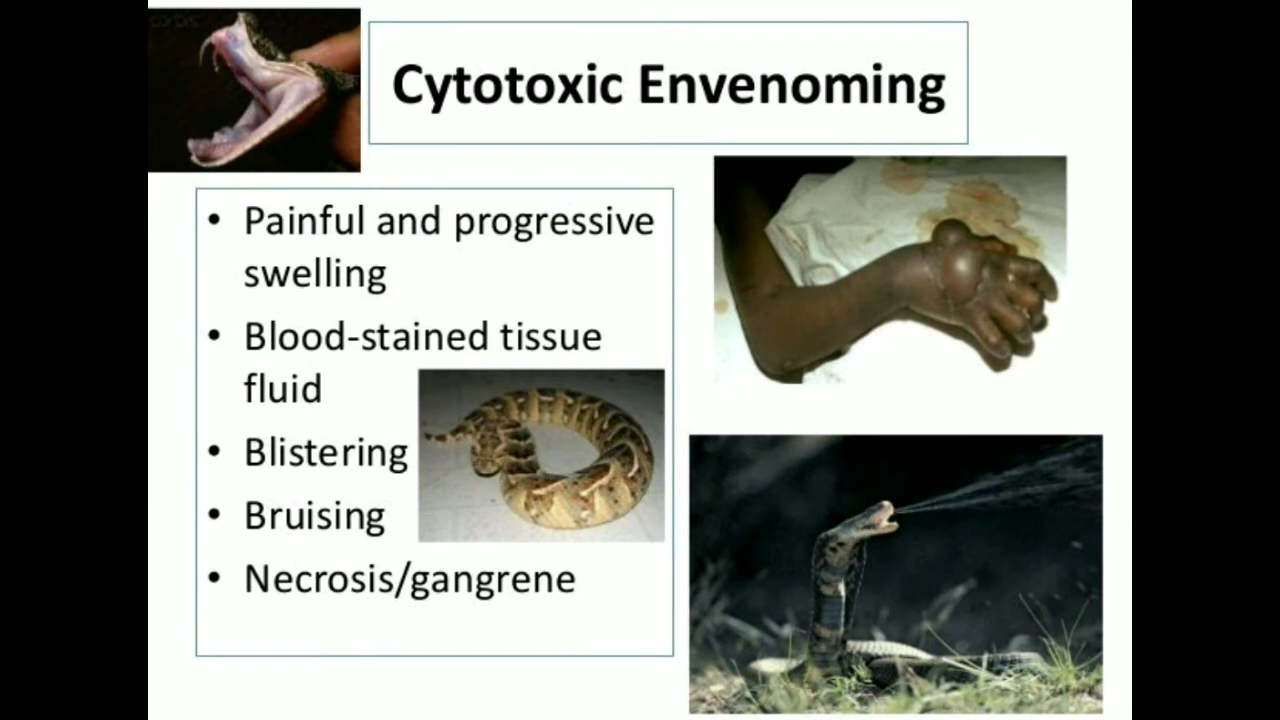 Cytotoxic Envenoming
• Painful and progressive
swelling
• Blood-stained tissue
fluid
• Blistering
• Bruising
• Necrosis/gangrene